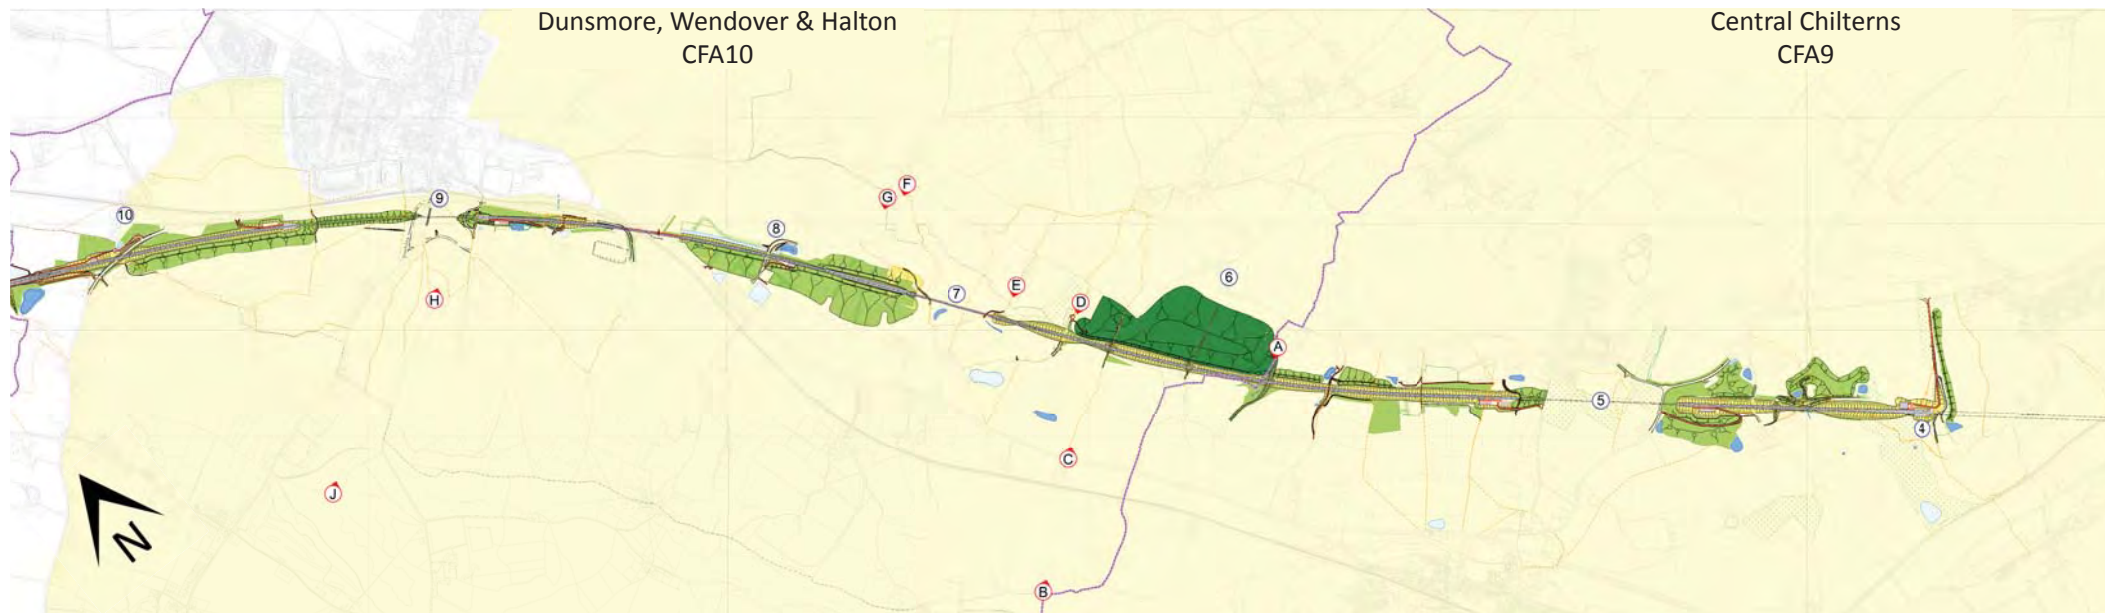 Dunsmore, Wendover & Halton
CFA10
Central Chilterns
CFA9
10
9
8
G
F
7
E
D
6
A
H
5
4
C
J
B
N